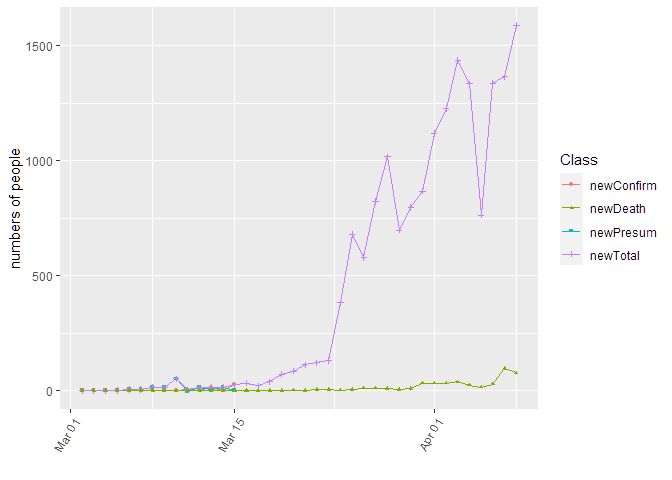 1500
1000
500
0
numbers of people
Mar 01
Mar 15
Apr 01
Class
newConfirm
newDeath
newPresum
newTotal